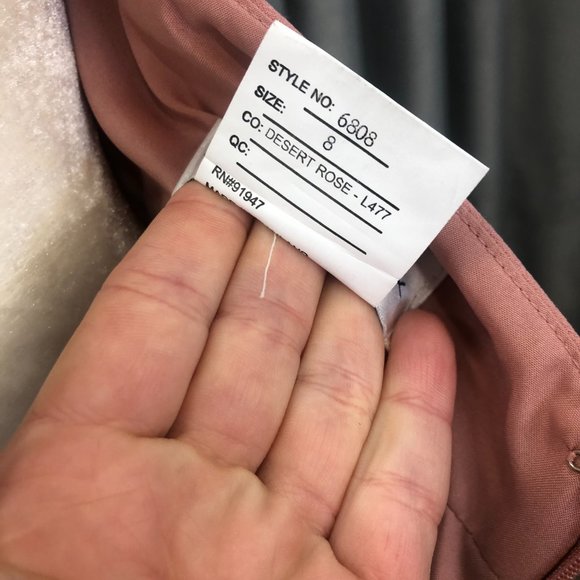 STYLE NO: 6808
SIZE: 8
CO: DESERT ROSE - L477
QC:
RN#91947